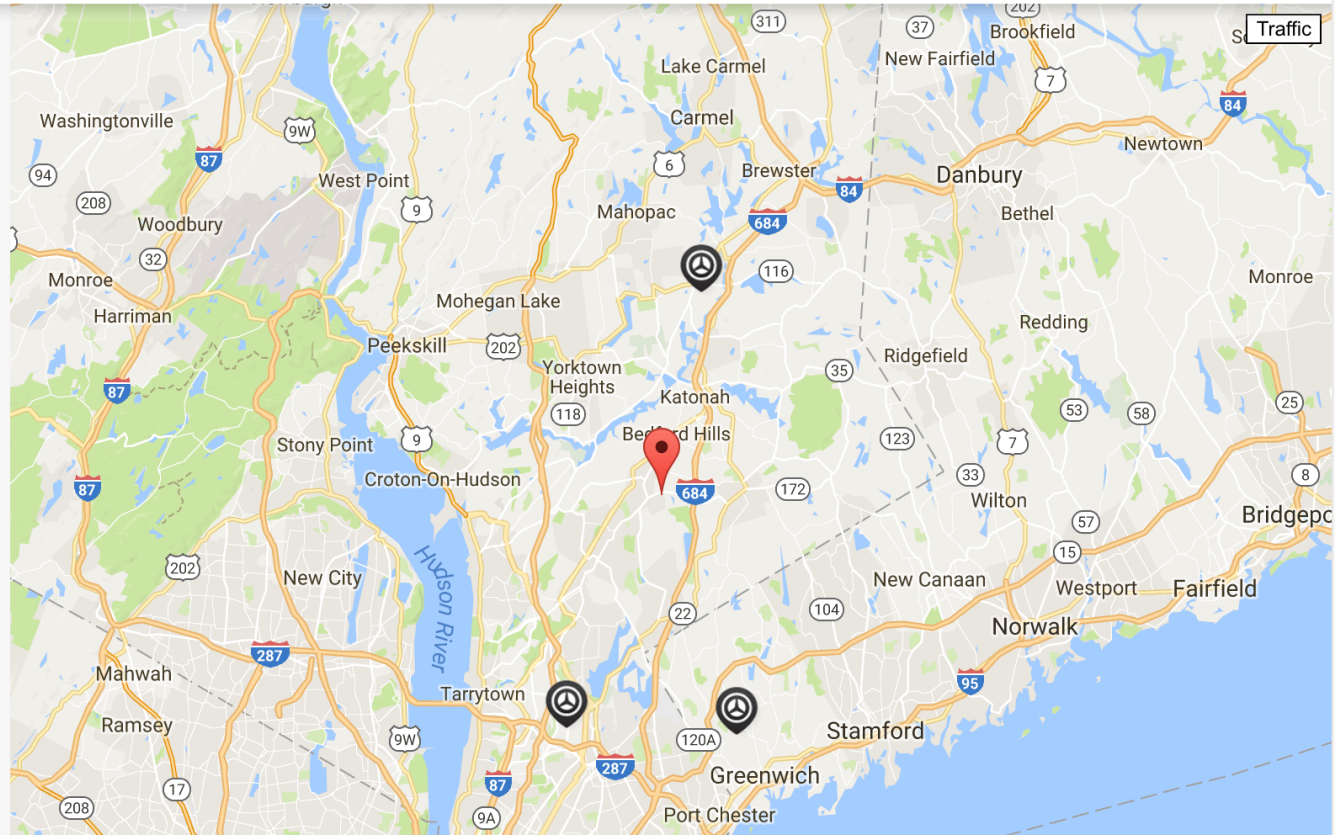 202
311
37
Brookfield
Traffic
New Fairfield
Lake Carmel
7
84
Carmel
Washingtonville
9W
87
Newtown
6
Brewster
94
West Point
84
Danbury
208
9
Mahopac
Bethel
Woodbury
684
32
116
Monroe
Monroe
Mohegan Lake
Harriman
Redding
Peekskill
202
Ridgefield
Yorktown
Heights
35
87
Katonah
118
53
58
25
Bedford Hills
Stony Point
9
123
7
Croton-On-Hudson
33
8
87
684
172
Wilton
Bridgepo
57
15
202
New City
Hudson River
New Canaan
Westport
Fairfield
22
104
Norwalk
287
Mahwah
95
Tarrytown
Ramsey
9W
120A
Stamford
287
Greenwich
87
17
208
9A
Port Chester